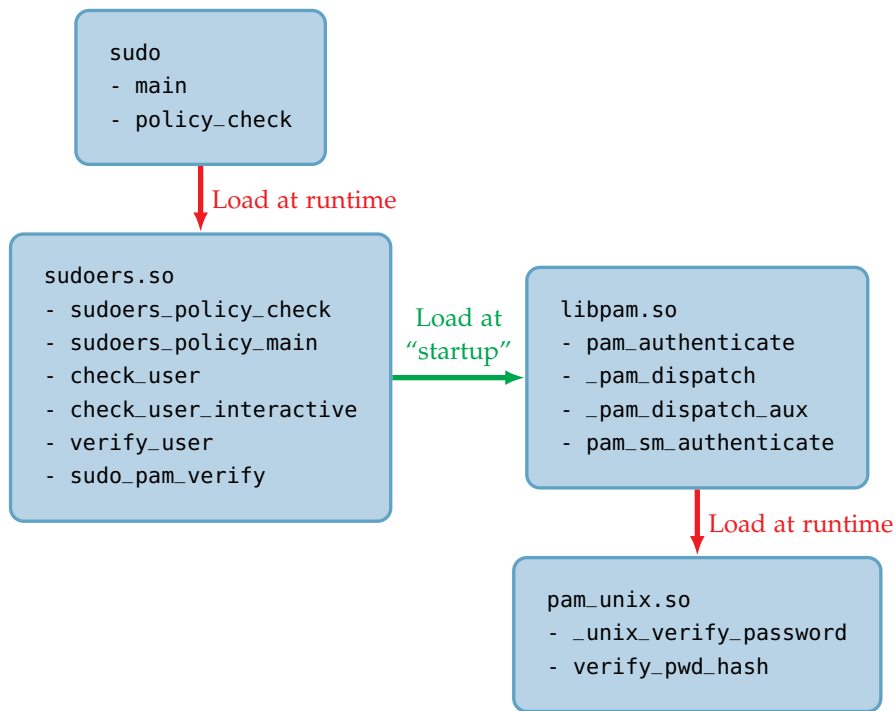 sudo
- main
- policy_check
Load at runtime
sudoers.so
- sudoers_policy_check
- sudoers_policy_main
- check_user
- check_user_interactive
- verify_user
- sudo_pam_verify
Load at
“startup”
libpam.so
- pam_authenticate
- _pam_dispatch
- _pam_dispatch_aux
- pam_sm_authenticate
Load at runtime
pam_unix.so
- _unix_verify_password
- verify_pwd_hash